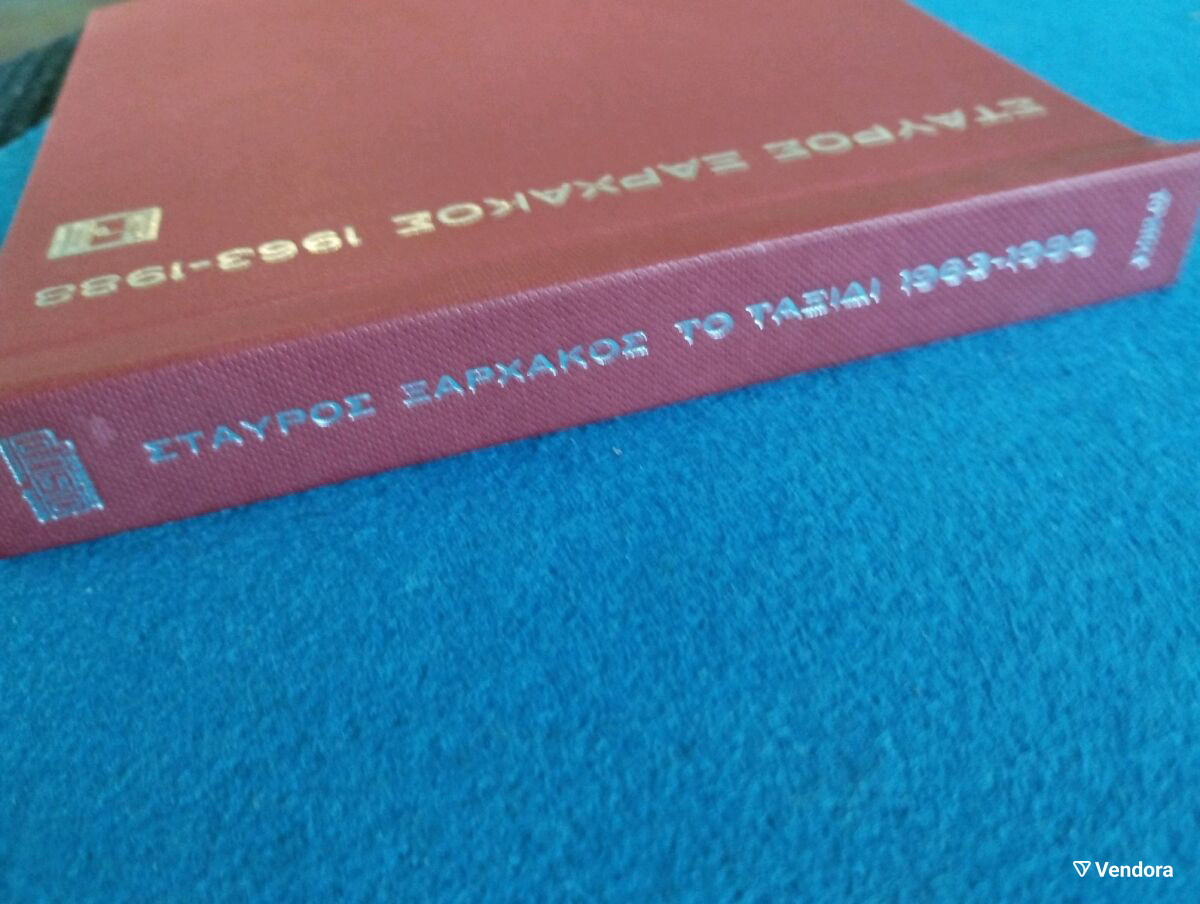 ΣΤΑΥΡΟΣ ΞΑΡΧΑΚΟΣ 1963-1988
ΣΤΑΥΡΟΣ ΞΑΡΧΑΚΟΣ ΤΟ ΤΑΞΙΔΙ 1963-1988
Vendora